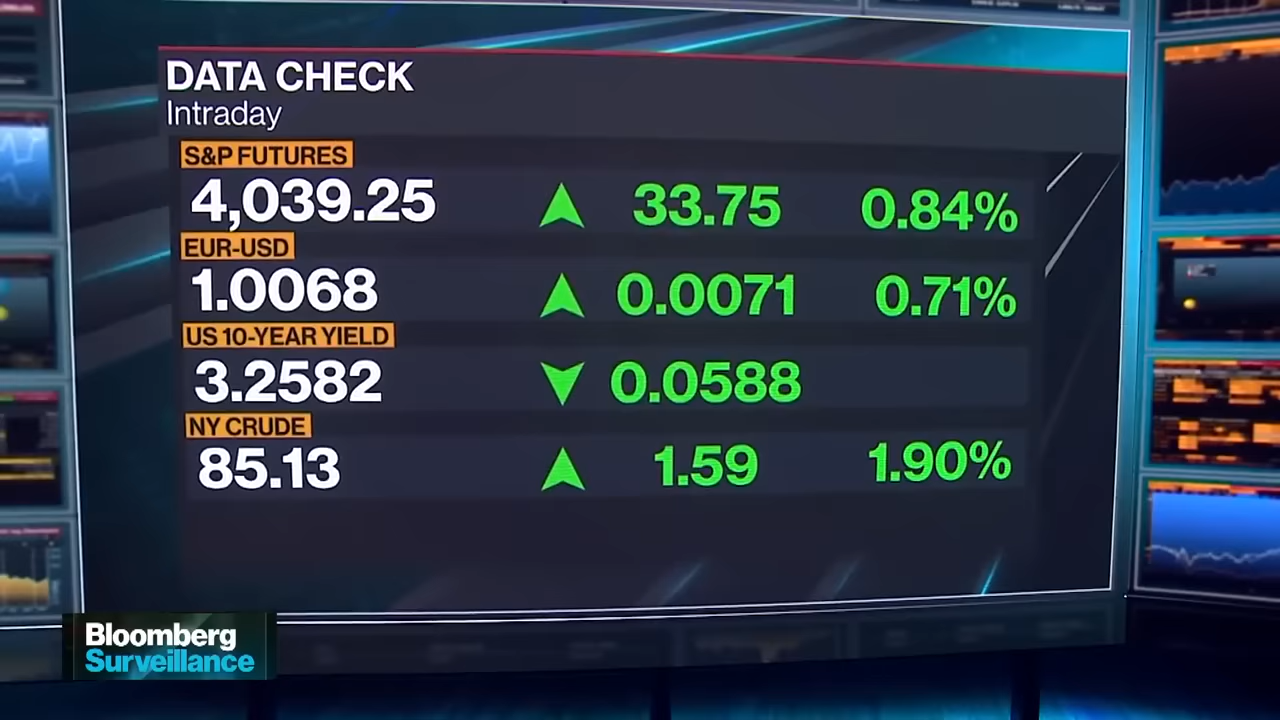 DATA CHECK
Intraday
S&P FUTURES
4,039.25 ▲ 33.75 0.84%
EUR-USD
1.0068 ▲ 0.0071 0.71%
US 10-YEAR YIELD
3.2582 ▼ 0.0588
NY CRUDE
85.13 ▲ 1.59 1.90%
Bloomberg
Surveillance